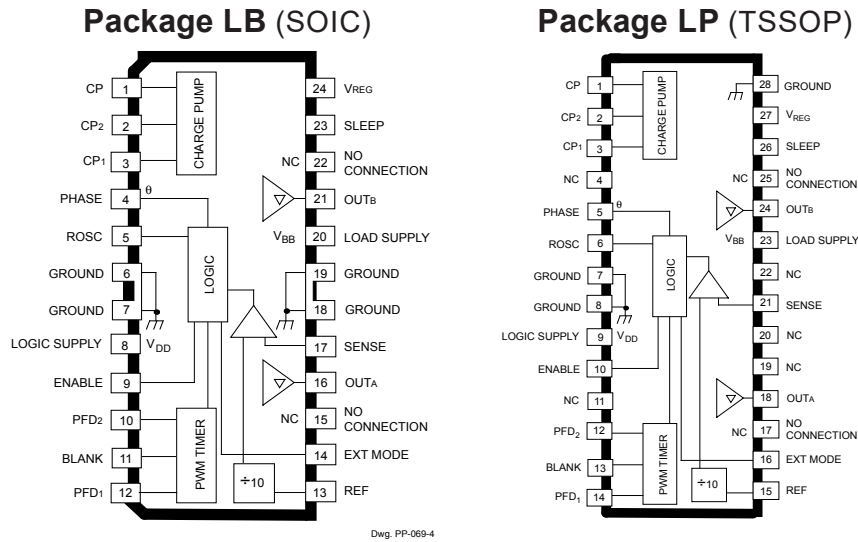 Package LB (SOIC)
CP 1
CP2 2
CP1 3
PHASE 4 θ
ROSC 5
GROUND 6
GROUND 7
LOGIC SUPPLY 8 VDD
ENABLE 9
PFD2 10
BLANK 11
PFD1 12
CHARGE PUMP
LOGIC
PWM TIMER
÷10
24 VREG
23 SLEEP
NC 22 NO
CONNECTION
21 OUTB
VBB 20 LOAD SUPPLY
19 GROUND
18 GROUND
17 SENSE
16 OUTA
NC 15 NO
CONNECTION
14 EXT MODE
13 REF
Dwg. PP-069-4
Package LP (TSSOP)
CP 1
CP2 2
CP1 3
NC 4
PHASE 5 θ
ROSC 6
GROUND 7
GROUND 8
LOGIC SUPPLY 9 VDD
ENABLE 10
NC 11
PFD2 12
BLANK 13
PFD1 14
CHARGE PUMP
LOGIC
PWM TIMER
÷10
28 GROUND
27 VREG
26 SLEEP
NC 25 NO
CONNECTION
24 OUTB
VBB 23 LOAD SUPPLY
22 NC
21 SENSE
20 NC
19 NC
18 OUTA
NC 17 NO
CONNECTION
16 EXT MODE
15 REF